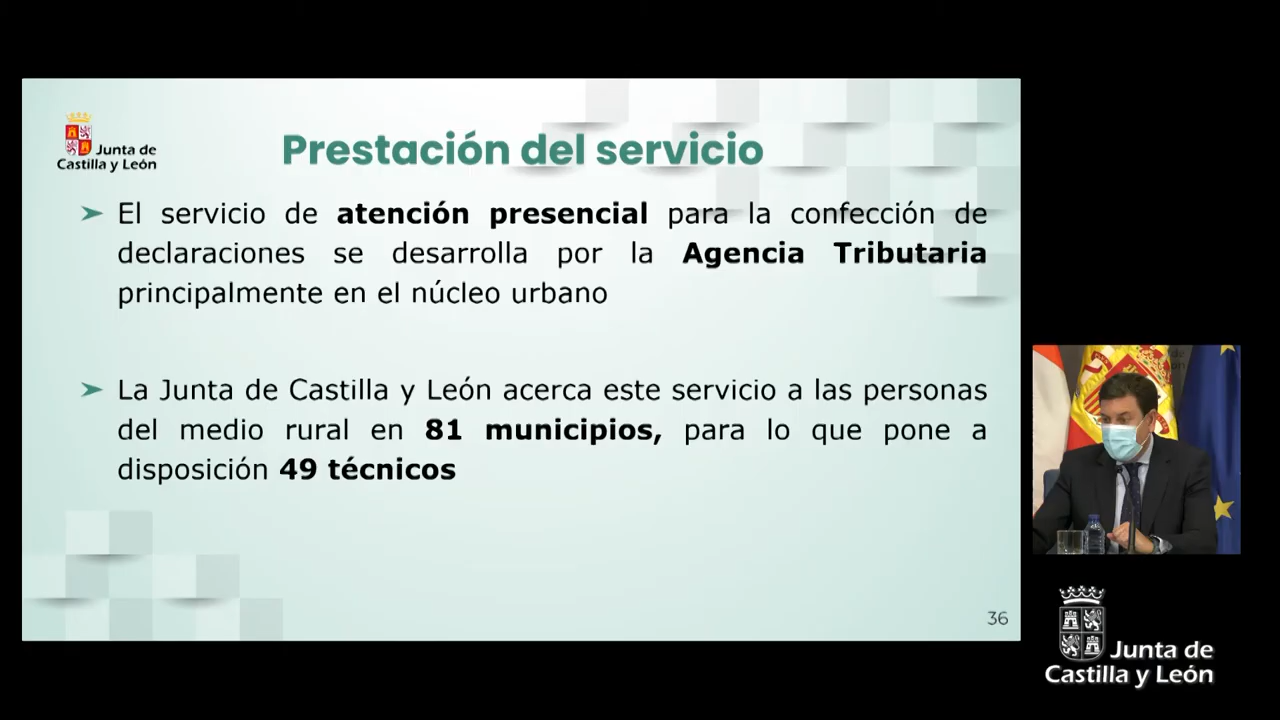 Junta de
Castilla y León
Prestación del servicio
➤ El servicio de atención presencial para la confección de
declaraciones se desarrolla por la Agencia Tributaria
principalmente en el núcleo urbano
➤ La Junta de Castilla y León acerca este servicio a las personas
del medio rural en 81 municipios, para lo que pone a
disposición 49 técnicos
36
Junta de
Castilla y León